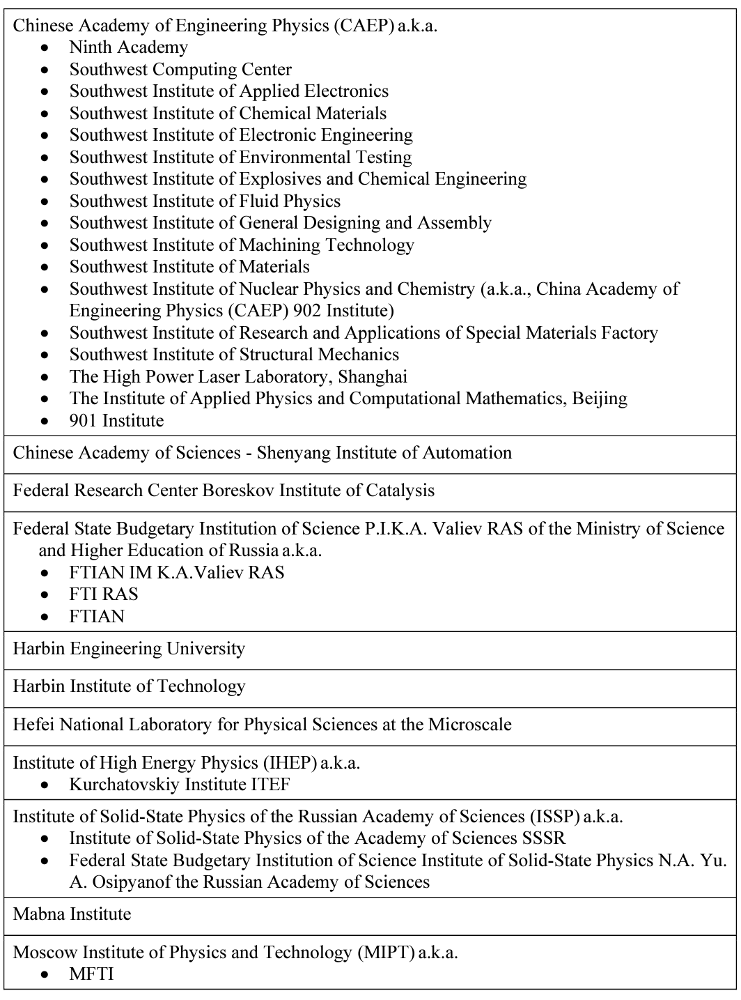 Chinese Academy of Engineering Physics (CAEP) a.k.a.
• Ninth Academy
• Southwest Computing Center
• Southwest Institute of Applied Electronics
• Southwest Institute of Chemical Materials
• Southwest Institute of Electronic Engineering
• Southwest Institute of Environmental Testing
• Southwest Institute of Explosives and Chemical Engineering
• Southwest Institute of Fluid Physics
• Southwest Institute of General Designing and Assembly
• Southwest Institute of Machining Technology
• Southwest Institute of Materials
• Southwest Institute of Nuclear Physics and Chemistry (a.k.a., China Academy of
Engineering Physics (CAEP) 902 Institute)
• Southwest Institute of Research and Applications of Special Materials Factory
• Southwest Institute of Structural Mechanics
• The High Power Laser Laboratory, Shanghai
• The Institute of Applied Physics and Computational Mathematics, Beijing
• 901 Institute
Chinese Academy of Sciences - Shenyang Institute of Automation
Federal Research Center Boreskov Institute of Catalysis
Federal State Budgetary Institution of Science P.I.K.A. Valiev RAS of the Ministry of Science
and Higher Education of Russia a.k.a.
• FTIAN IM K.A.Valiev RAS
• FTI RAS
• FTIAN
Harbin Engineering University
Harbin Institute of Technology
Hefei National Laboratory for Physical Sciences at the Microscale
Institute of High Energy Physics (IHEP) a.k.a.
• Kurchatovskiy Institute ITEF
Institute of Solid-State Physics of the Russian Academy of Sciences (ISSP) a.k.a.
• Institute of Solid-State Physics of the Academy of Sciences SSSR
• Federal State Budgetary Institution of Science Institute of Solid-State Physics N.A. Yu.
A. Osipyanof the Russian Academy of Sciences
Mabna Institute
Moscow Institute of Physics and Technology (MIPT) a.k.a.
• MFTI